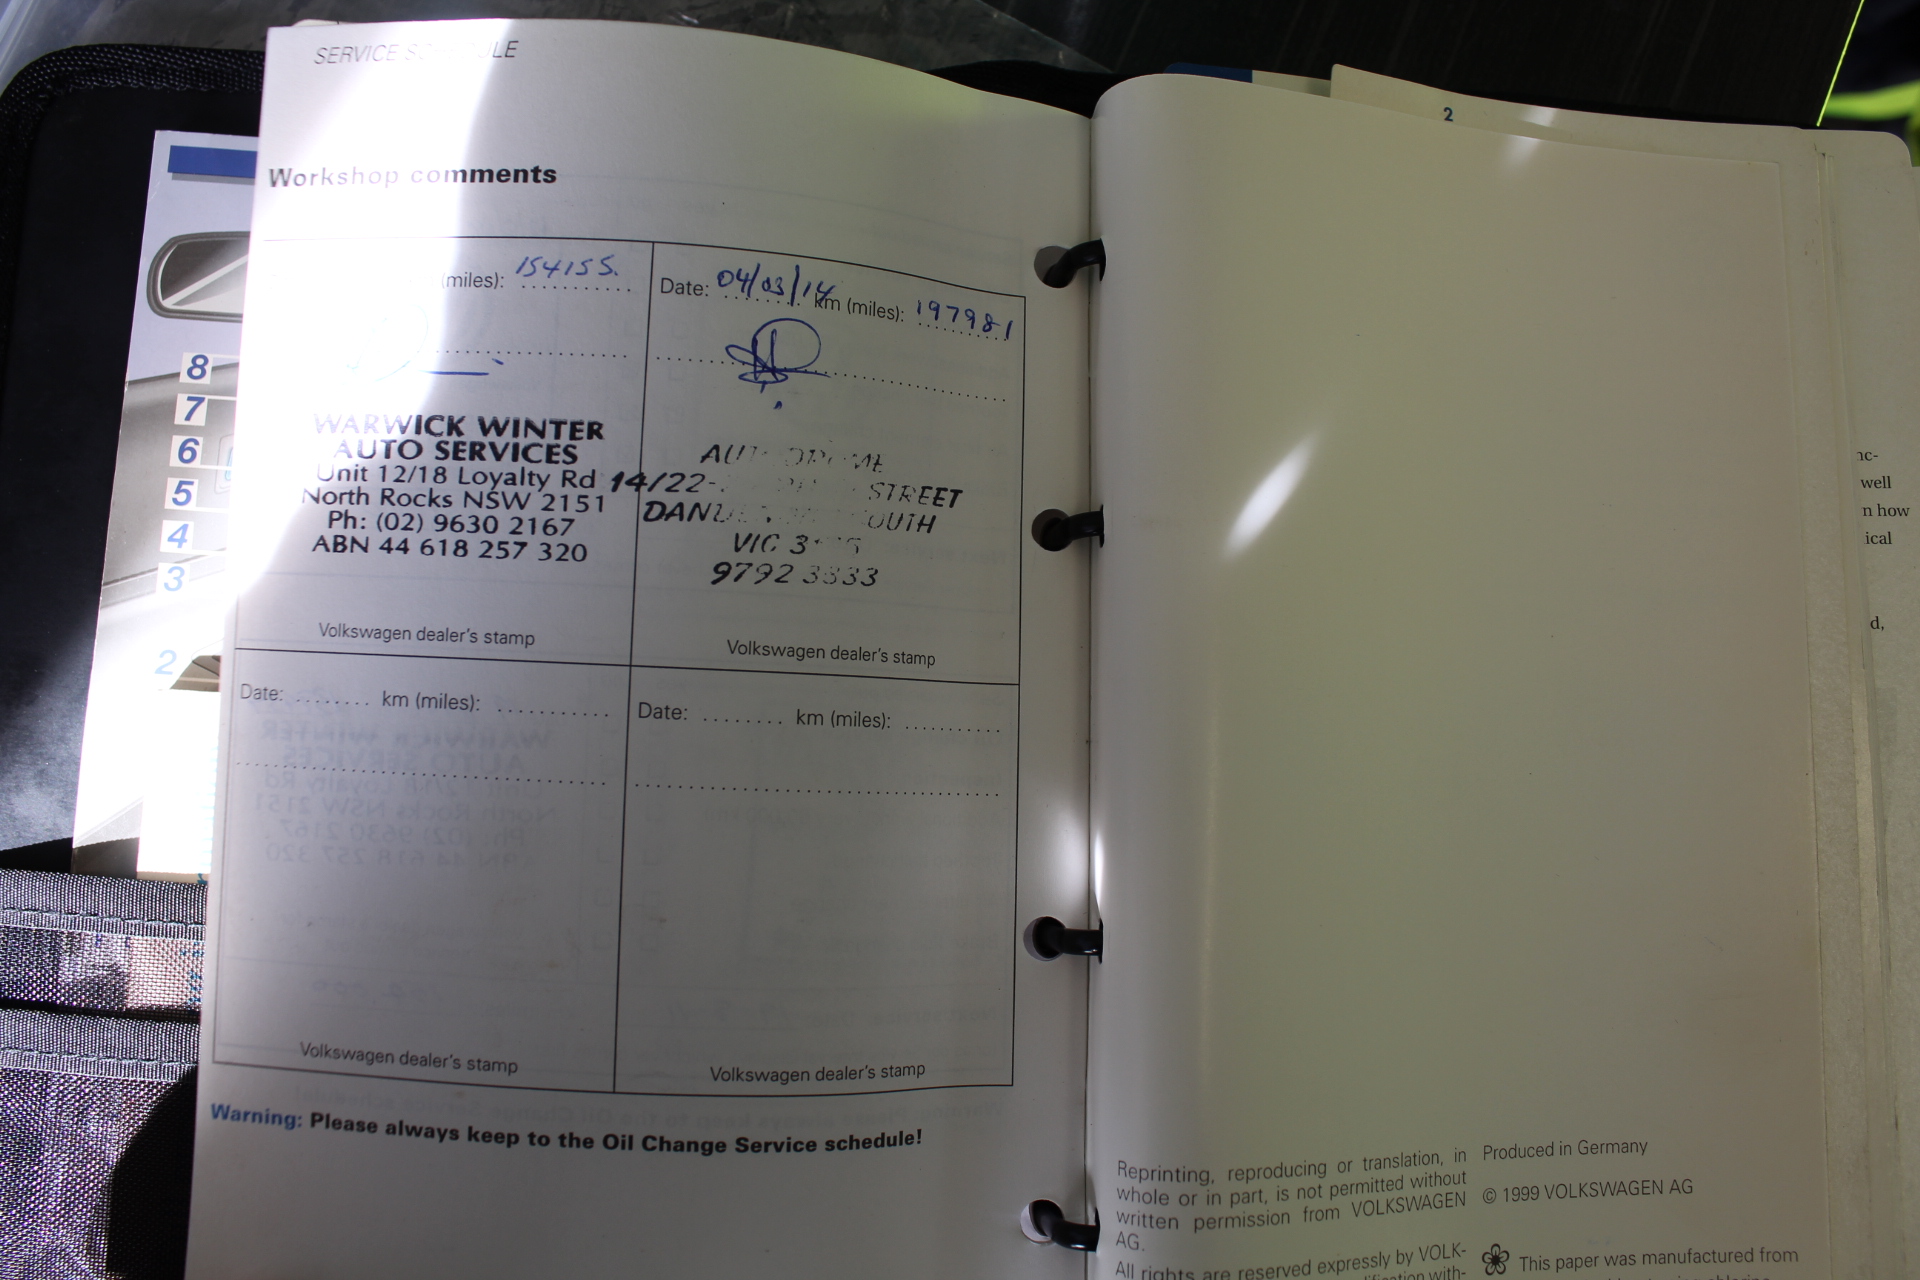 SERVICE
Workshop comments
(miles): 154155.
WARWICK WINTER
AUTO SERVICES
Unit 12/18 Loyalty Rd
North Rocks NSW 2151
Ph: (02) 9630 2167
ABN 44 618 257 320
Volkswagen dealer's stamp
Date: 04/03/14 km (miles): 197981
14/22- STREET
VIC
9792 3333
Volkswagen dealer's stamp
Date: ........ km (miles): ...........
Volkswagen dealer's stamp
Date: ........ km (miles): ...........
Volkswagen dealer's stamp
Warning: Please always keep to the Oil Change Service schedule!
8
7
6
5
4
3
2
2
nc-
well
n how
ical
d,
Reprinting, reproducing or translation, in
whole or in part, is not permitted without
written permission from VOLKSWAGEN
AG.
All rights are reserved expressly by VOLK-
with-
Produced in Germany
© 1999 VOLKSWAGEN AG
This paper was manufactured from